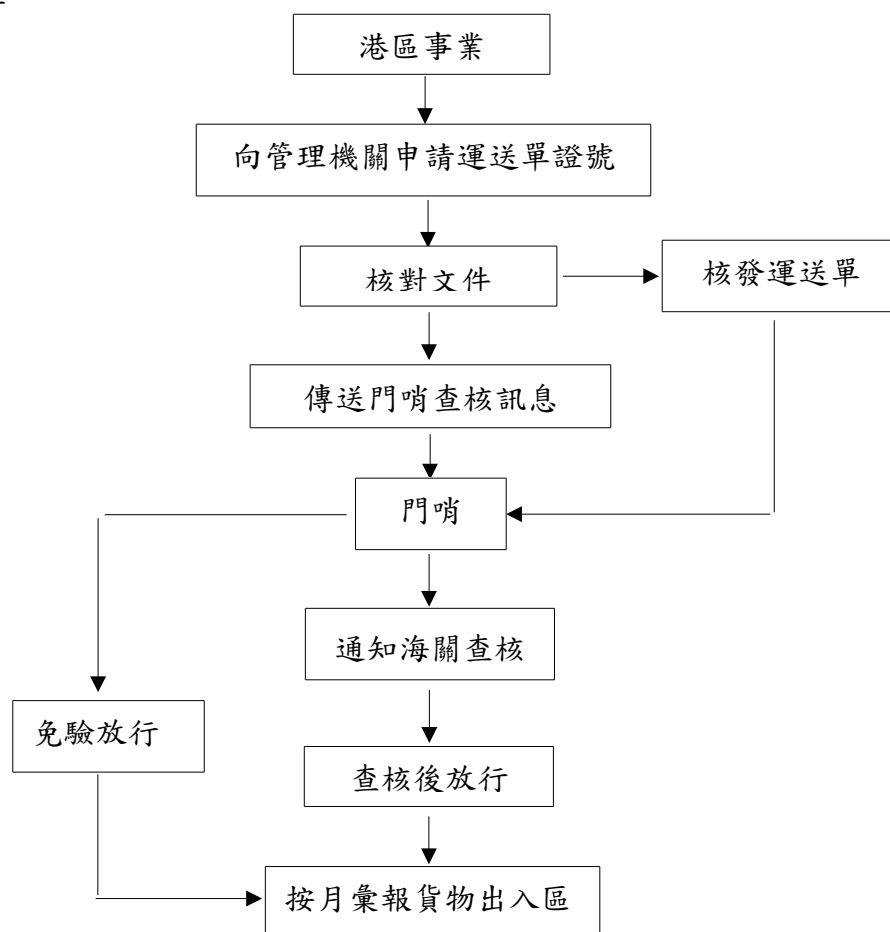 港區事業
向管理機關申請運送單證號
核對文件
核發運送單
傳送門哨查核訊息
門哨
通知海關查核
免驗放行
查核後放行
按月彙報貨物出入區